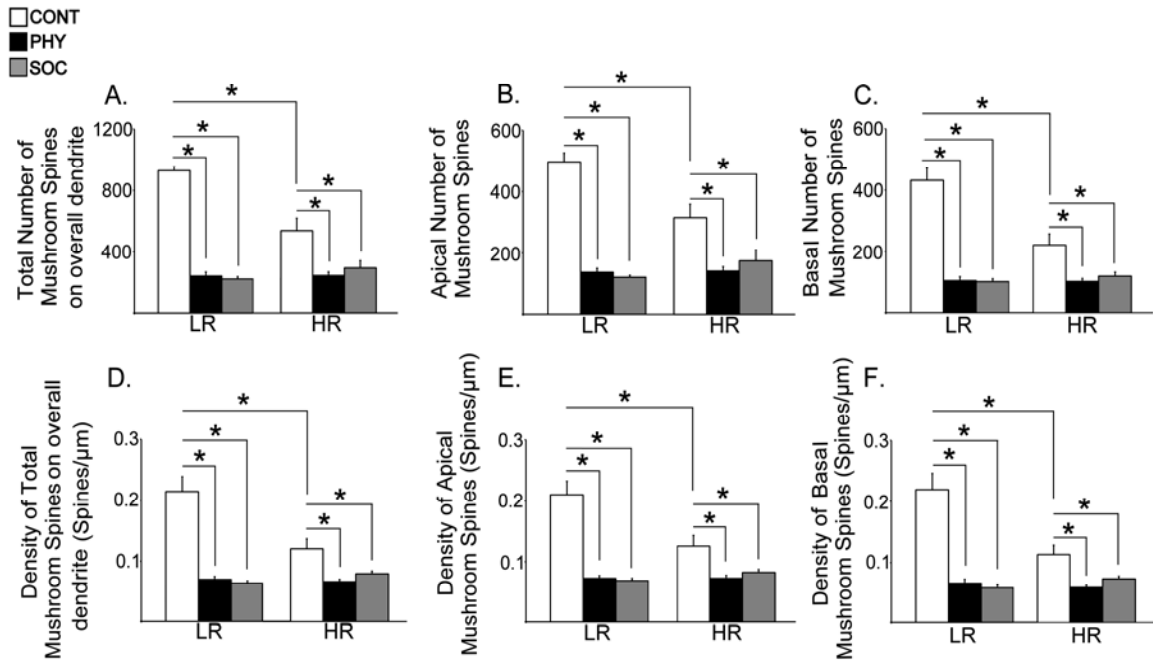 CONT
PHY
SOC
A.
Total Number of
Mushroom Spines
on overall dendrite
1200
800
400
*
*
*
*
*
LR
HR
B.
Apical Number of
Mushroom Spines
600
400
200
*
*
*
*
*
LR
HR
C.
Basal Number of
Mushroom Spines
600
400
200
*
*
*
*
*
LR
HR
D.
Density of Total
Mushroom Spines on overall
dendrite (Spines/µm)
0.3
0.2
0.1
*
*
*
*
*
LR
HR
E.
Density of Apical
Mushroom Spines (Spines/µm)
0.3
0.2
0.1
*
*
*
*
*
LR
HR
F.
Density of Basal
Mushroom Spines (Spines/µm)
0.3
0.2
0.1
*
*
*
*
*
LR
HR